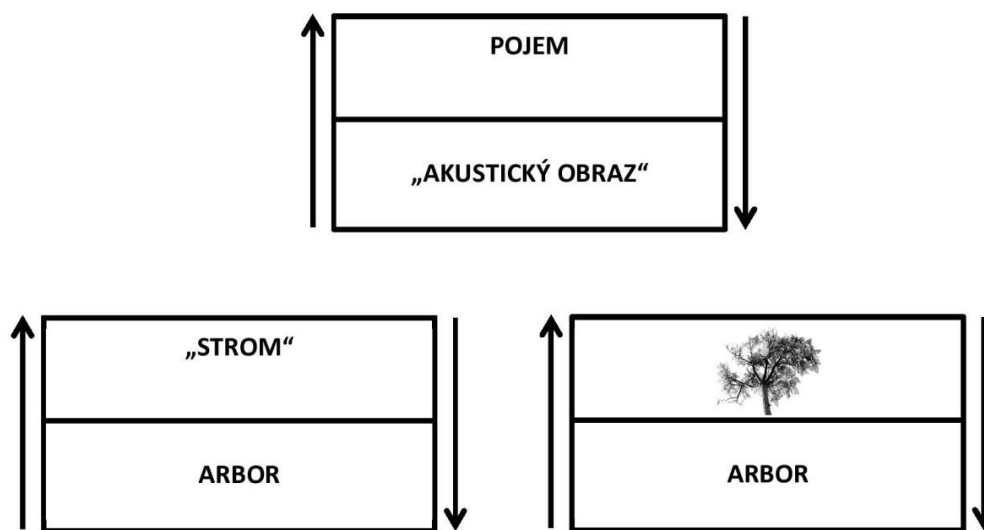 POJEM
„AKUSTICKÝ OBRAZ“
„STROM“
ARBOR
ARBOR